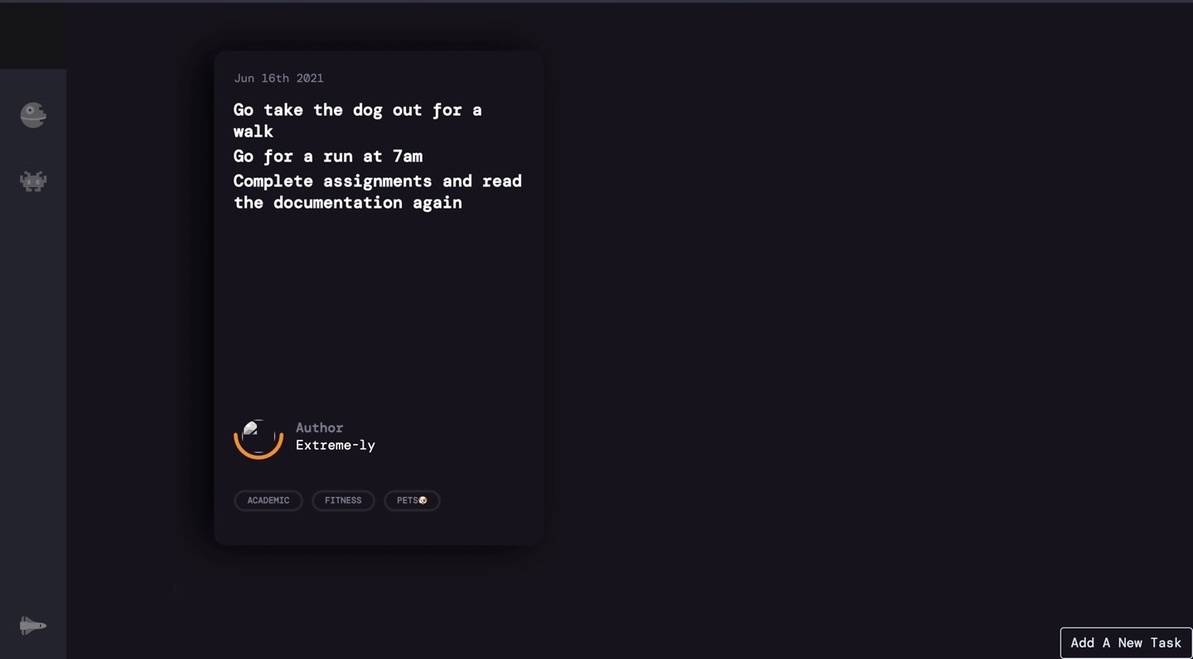 Jun 16th 2021
Go take the dog out for a
walk
Go for a run at 7am
Complete assignments and read
the documentation again
Author
Extreme-ly
ACADEMIC FITNESS PETS🐶
Add A New Task